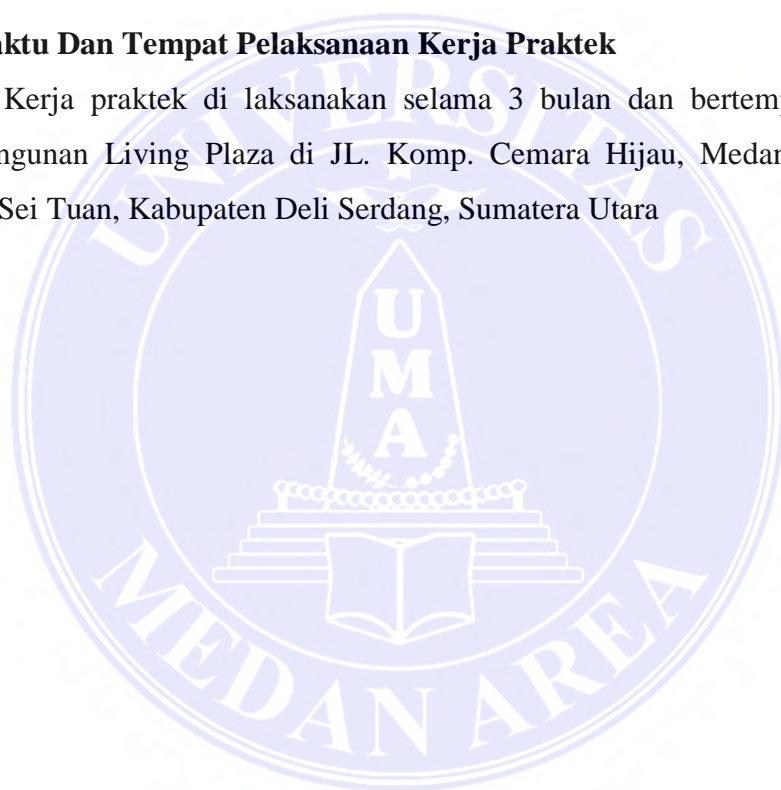 aktu Dan Tempat Pelaksanaan Kerja Praktek
Kerja praktek di laksanakan selama 3 bulan dan bertemp
ngunan Living Plaza di JL. Komp. Cemara Hijau, Medan
Sei Tuan, Kabupaten Deli Serdang, Sumatera Utara
UNIVERSITAS
U
M
A
MEDAN AREA